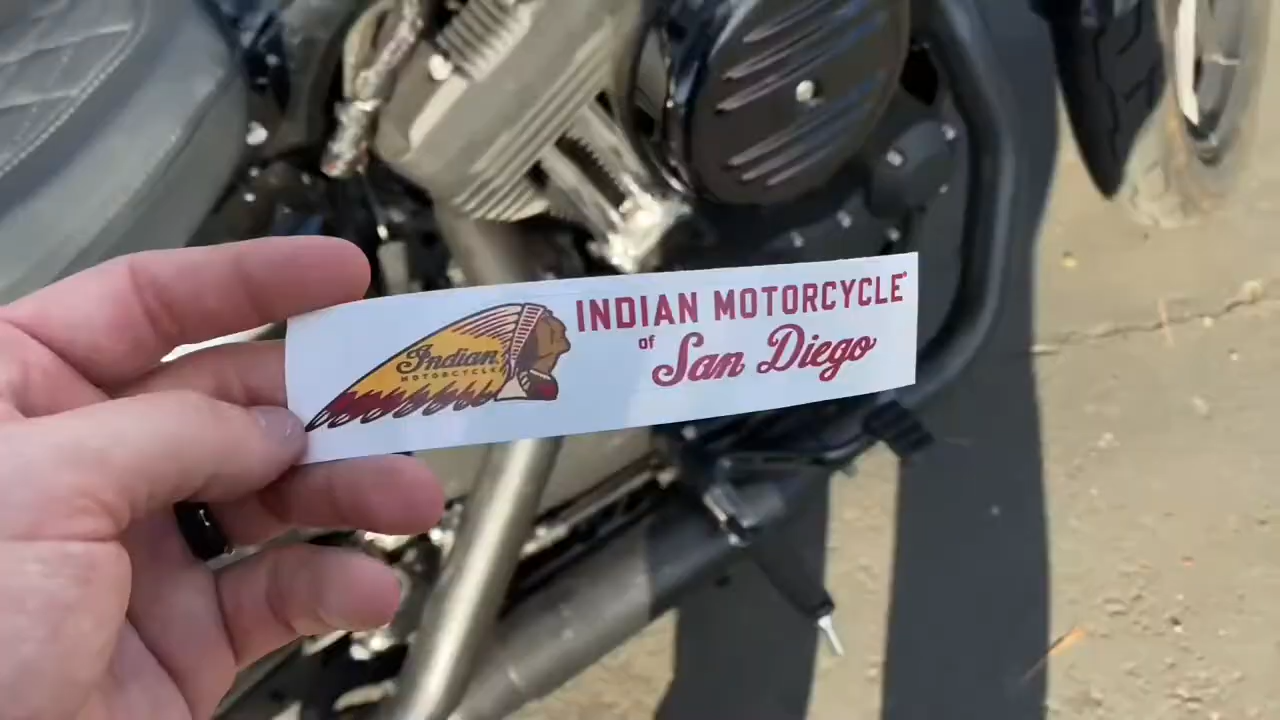 Indian
MOTORCYCLE
INDIAN MOTORCYCLE
of
San Diego